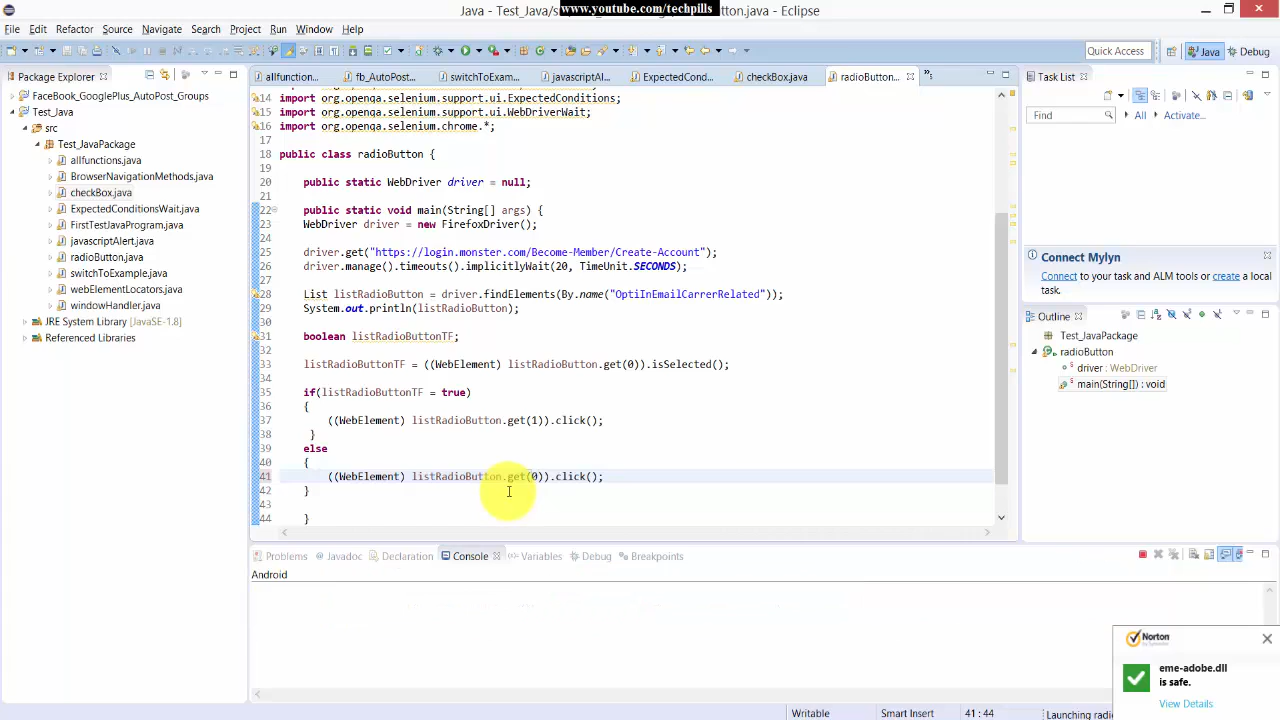 www.youtube.com/techpills
Java - Test_Java/s
utton.java - Eclipse
File Edit Refactor Source Navigate Search Project Run Window Help
Quick Access Java Debug
Package Explorer
allfunction... fb_AutoPost... switchToExam... javascriptAl... ExpectedCond... checkBox.java radioButton...
Task List
FaceBook_GooglePlus_AutoPost_Groups
Test_Java
src
Test_JavaPackage
allfunctions.java
BrowserNavigationMethods.java
checkBox.java
ExpectedConditionsWait.java
FirstTestJavaProgram.java
javascriptAlert.java
radioButton.java
switchToExample.java
webElementLocators.java
windowHandler.java
JRE System Library [JavaSE-1.8]
Referenced Libraries
14 import org.openqa.selenium.support.ui.ExpectedConditions;
15 import org.openqa.selenium.support.ui.WebDriverWait;
16 import org.openqa.selenium.chrome.*;
17
18 public class radioButton {
19
20 public static WebDriver driver = null;
21
22 public static void main(String[] args) {
23 WebDriver driver = new FirefoxDriver();
24
25 driver.get("https://login.monster.com/Become-Member/Create-Account");
26 driver.manage().timeouts().implicitlyWait(20, TimeUnit.SECONDS);
27
28 List listRadioButton = driver.findElements(By.name("OptiInEmailCarrerRelated"));
29 System.out.println(listRadioButton);
30
31 boolean listRadioButtonTF;
32
33 listRadioButtonTF = ((WebElement) listRadioButton.get(0)).isSelected();
34
35 if(listRadioButtonTF = true)
36 {
37 ((WebElement) listRadioButton.get(1)).click();
38 }
39 else
40 {
41 ((WebElement) listRadioButton.get(0)).click();
42 }
43
44 }
Find All Activate...
Connect Mylyn
Connect to your task and ALM tools or create a local
task.
Outline
Test_JavaPackage
radioButton
driver : WebDriver
main(String[]) : void
Problems Javadoc Declaration Console Variables Debug Breakpoints
Android
Norton
by Symantec
eme-adobe.dll
is safe.
View Details
Writable Smart Insert 41 : 44 Launching radio